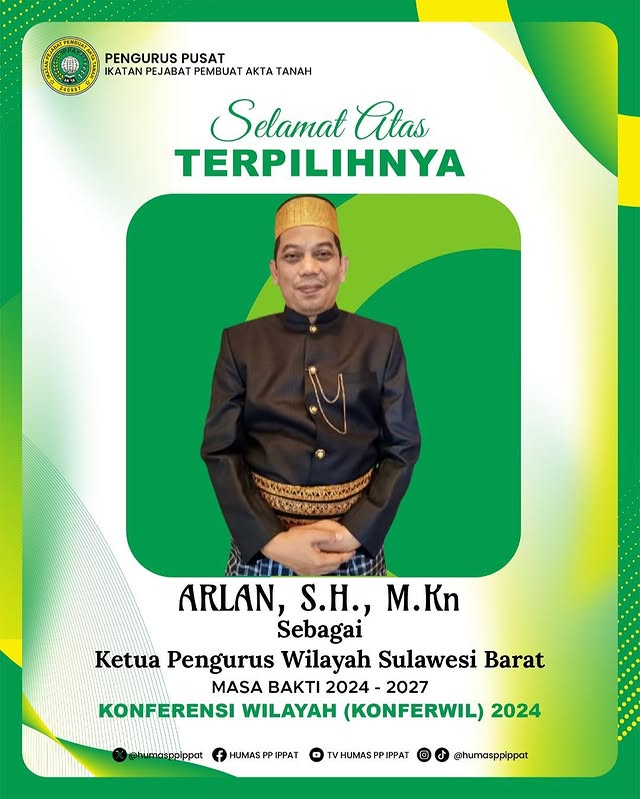 PENGURUS PUSAT
IKATAN PEJABAT PEMBUAT AKTA TANAH
Selamat Atas
TERPILIHNYA
ARLAN, S.H., M.Kn
Sebagai
Ketua Pengurus Wilayah Sulawesi Barat
MASA BAKTI 2024 - 2027
KONFERENSI WILAYAH (KONFERWIL) 2024
@humasppippat HUMAS PP IPPAT TV HUMAS PP IPPAT @humasppippat